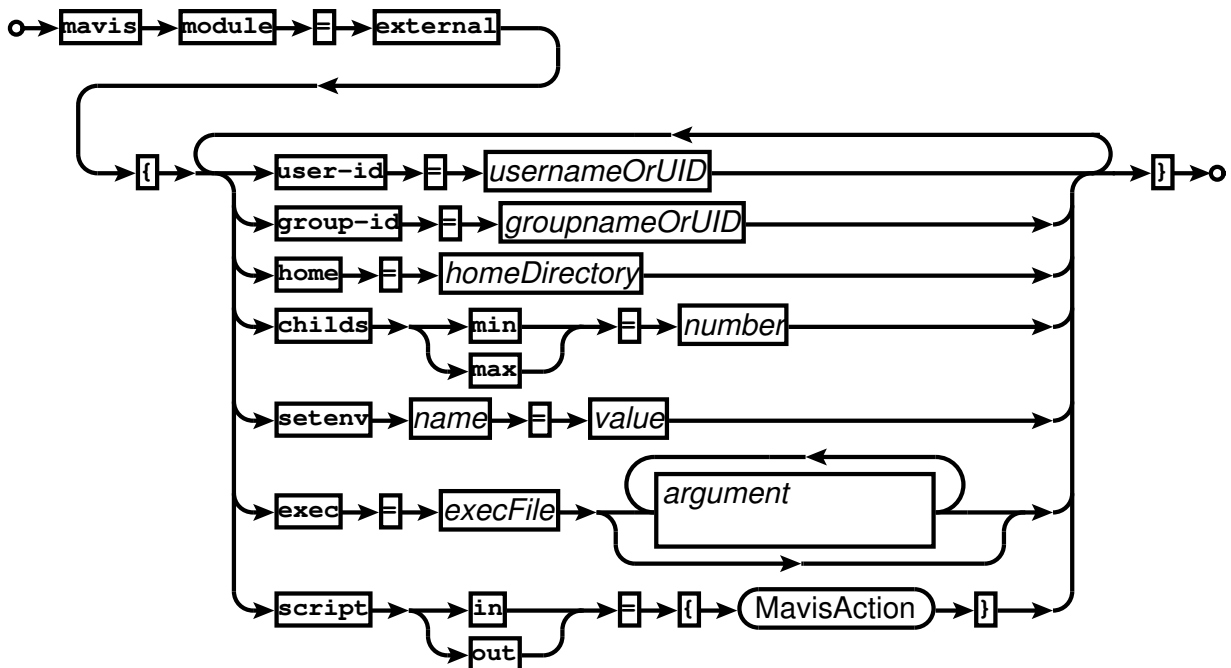 mavis module = external
{ user-id = usernameOrUID }
group-id = groupnameOrUID
home = homeDirectory
childs min = number
max
setenv name = value
argument
exec = execFile
script in = { MavisAction }
out